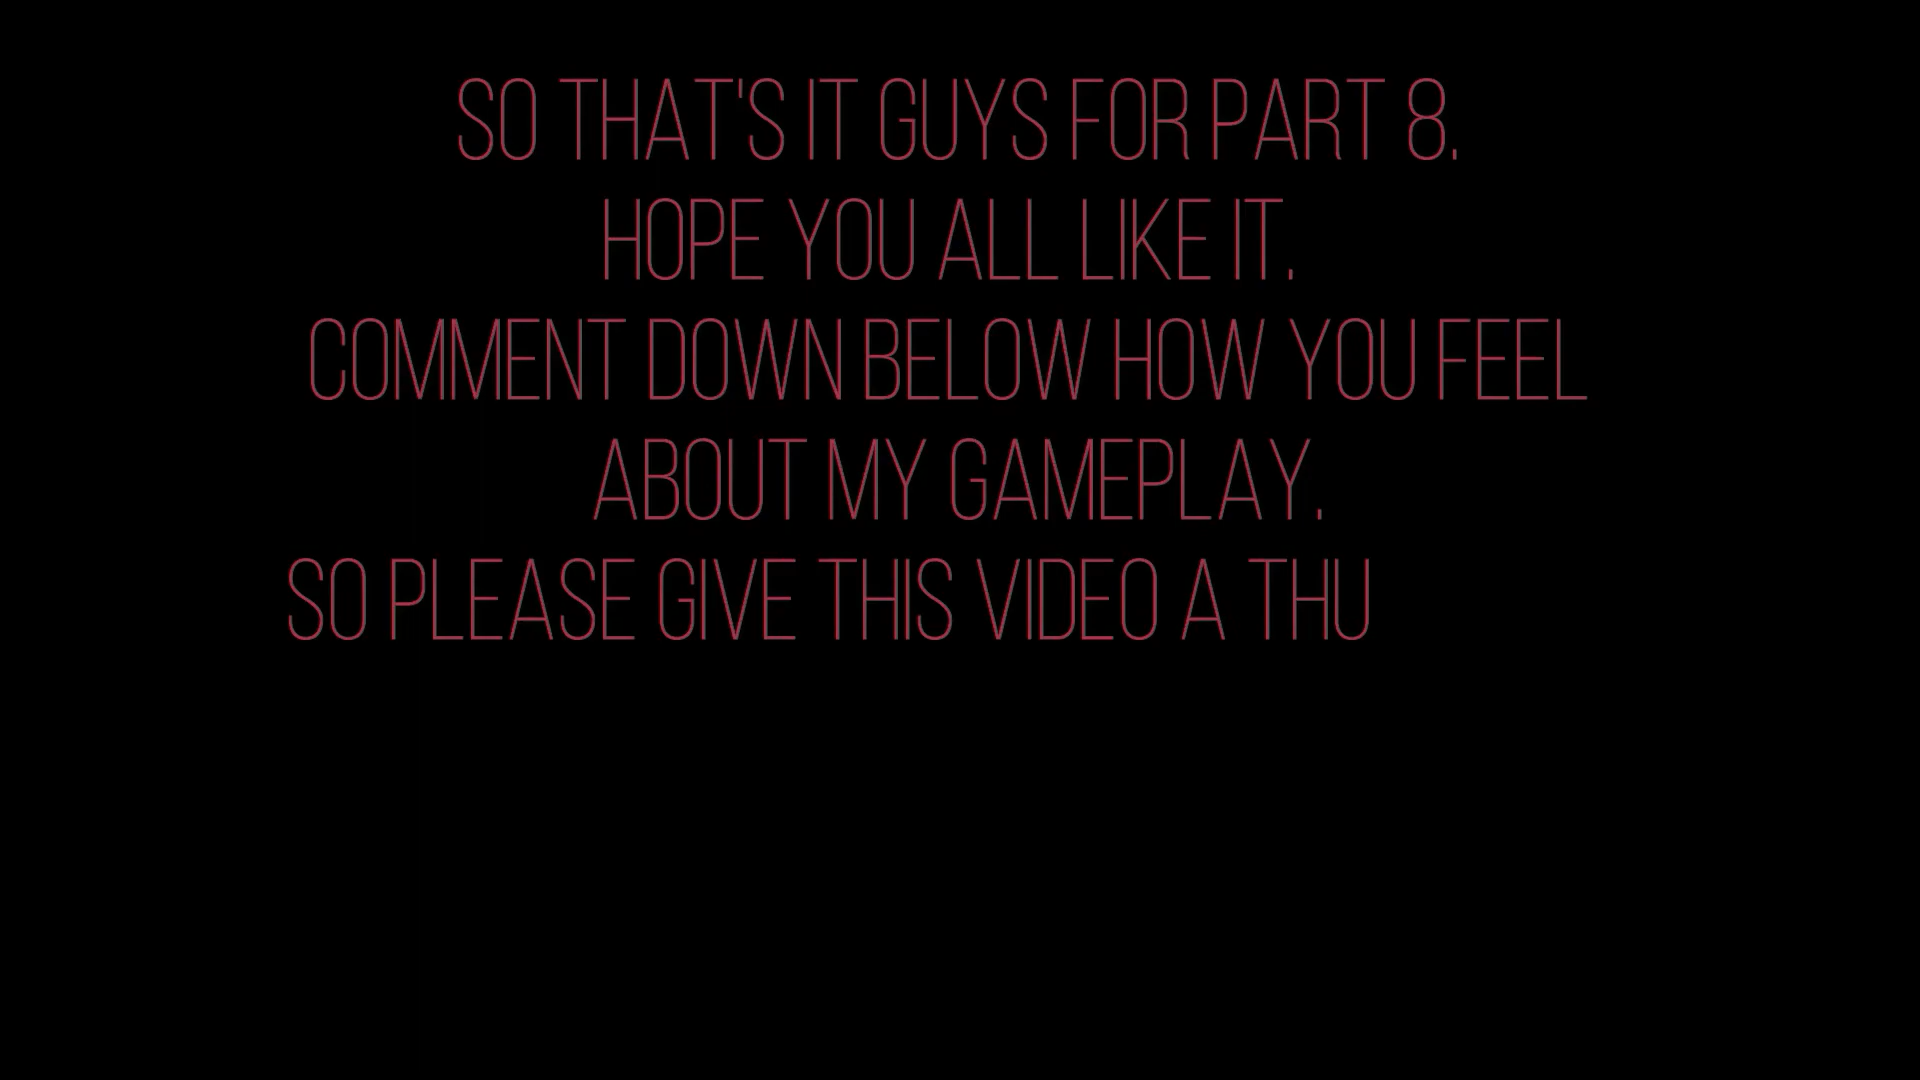 SO THAT'S IT GUYS FOR PART 8.
HOPE YOU ALL LIKE IT.
COMMENT DOWN BELOW HOW YOU FEEL
ABOUT MY GAMEPLAY.
SO PLEASE GIVE THIS VIDEO A THU